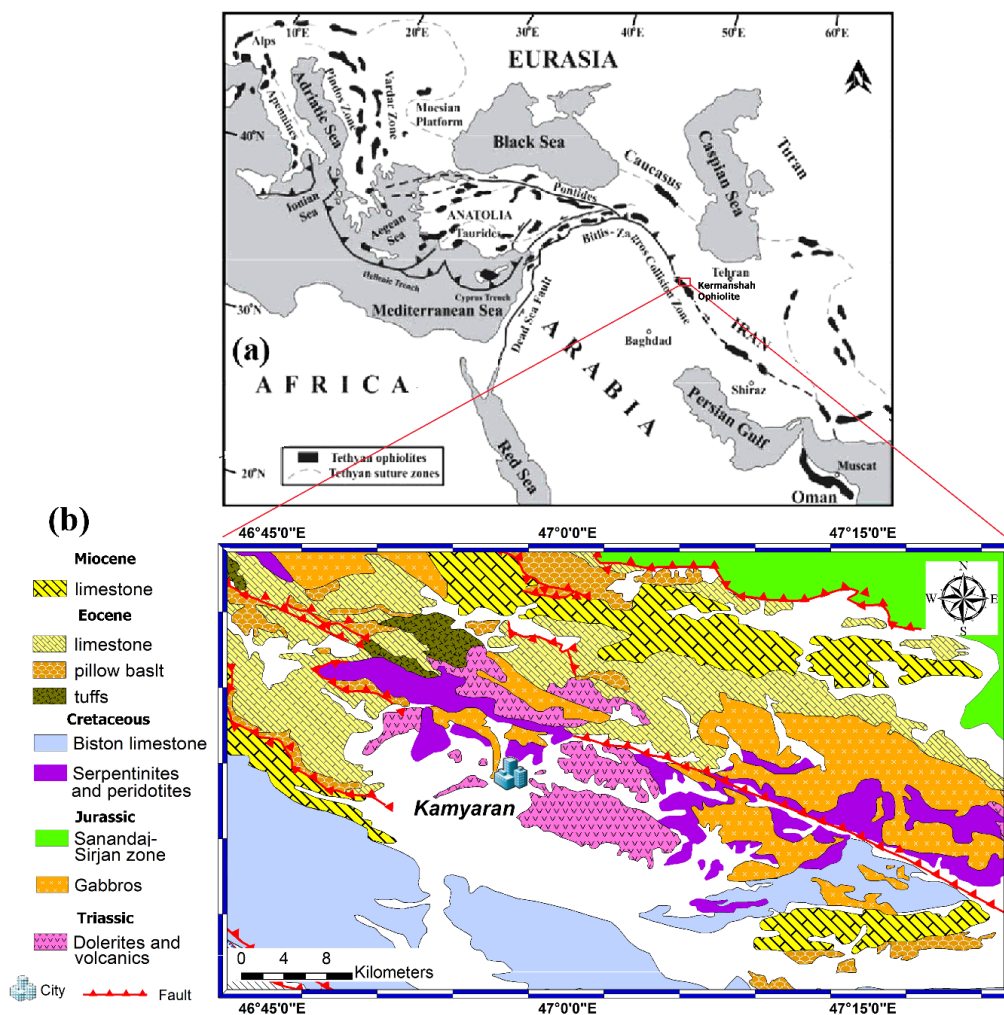 10°E 20°E 30°E 40°E 50°E 60°E
Alps
EURASIA
Adriatic Sea
Pindos Zone
Vardar Zone
Apennines
Moesian
Platform
40°N
Black Sea
Caucasus
Caspian Sea
Turan
Ionian
Sea
Aegean
Sea
Pontides
ANATOLIA
Taurides
Bitlis-Zagros Collision Zone
Hellenic Trench
Cyprus Trench
Tehran
Kermanshah
Ophiolite
30°N
Mediterranean Sea
Dead Sea Fault
(a)
Baghdad
IRAN
ARABIA
AFRICA
Shiraz
Persian Gulf
Red Sea
Tethyan ophiolites
Tethyan suture zones
20°N
Muscat
Oman
(b)
46°45'0"E 47°0'0"E 47°15'0"E
Miocene
limestone
Eocene
limestone
pillow baslt
tuffs
Cretaceous
Biston limestone
Serpentinites
and peridotites
Jurassic
Sanandaj-
Sirjan zone
Gabbros
Triassic
Dolerites and
volcanics
City
Fault
N
W E
S
Kamyaran
0 4 8
Kilometers
46°45'0"E 47°0'0"E 47°15'0"E